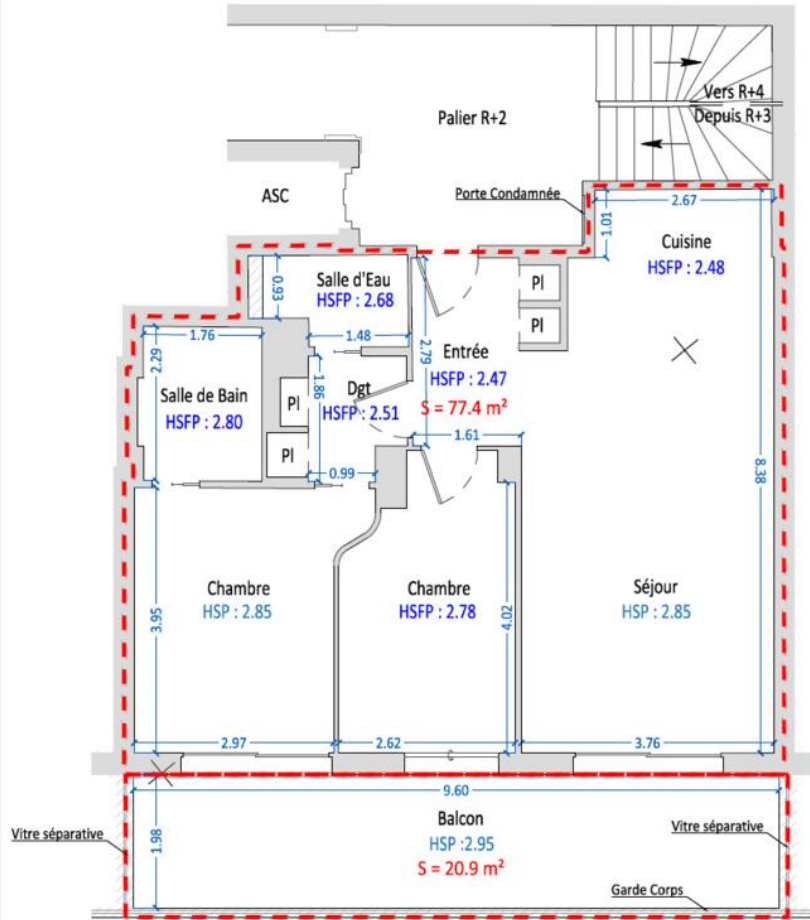 Vers R+4
Depuis R+3
Palier R+2
ASC
Porte Condamnée
2.67
1.01
Cuisine
HSFP : 2.48
0.93
Salle d'Eau
HSFP : 2.68
1.48
Pl
Pl
2.79
Entrée
HSFP : 2.47
S = 77.4 m²
1.61
1.76
2.29
Salle de Bain
HSFP : 2.80
1.86
Dgt
HSFP : 2.51
Pl
Pl
0.99
8.38
Chambre
HSP : 2.85
3.95
2.97
Chambre
HSFP : 2.78
4.02
2.62
Séjour
HSP : 2.85
3.76
9.60
1.98
Balcon
HSP :2.95
S = 20.9 m²
Vitre séparative
Vitre séparative
Garde Corps